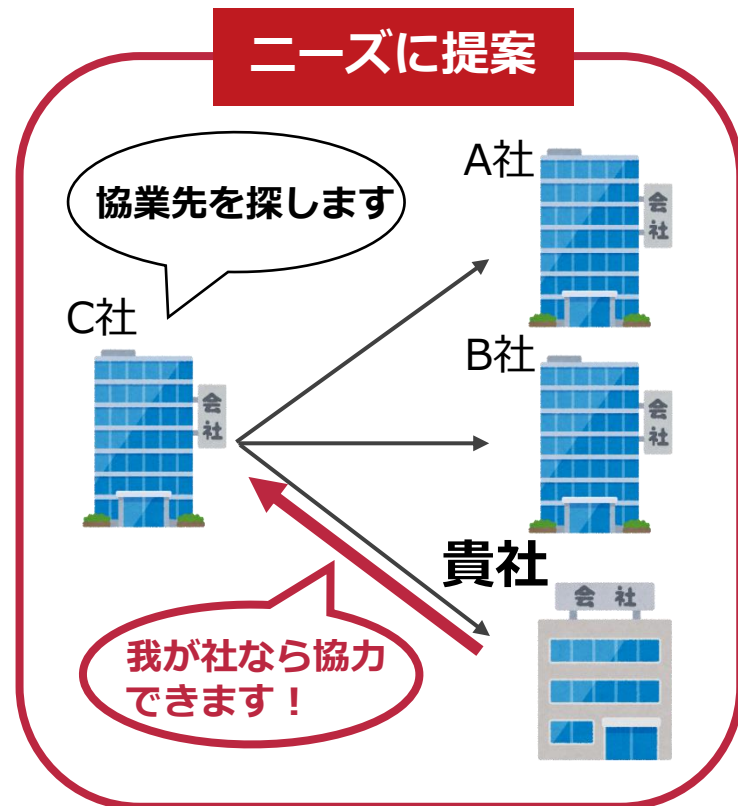 ニーズに提案
協業先を探します
A社
会社
C社
会社
B社
会社
貴社
会社
我が社なら協力
できます！